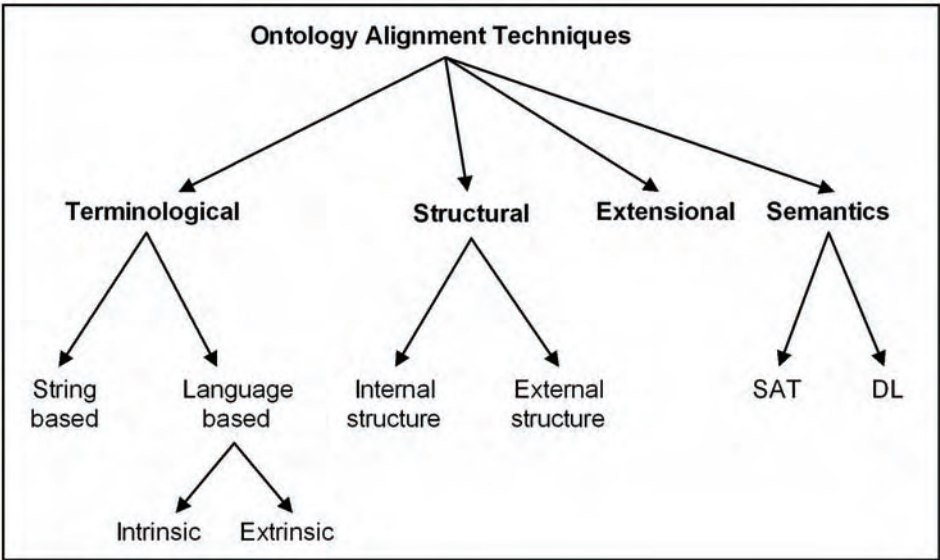 Ontology Alignment Techniques
Terminological
Structural
Extensional
Semantics
String
based
Language
based
Internal
structure
External
structure
SAT
DL
Intrinsic
Extrinsic